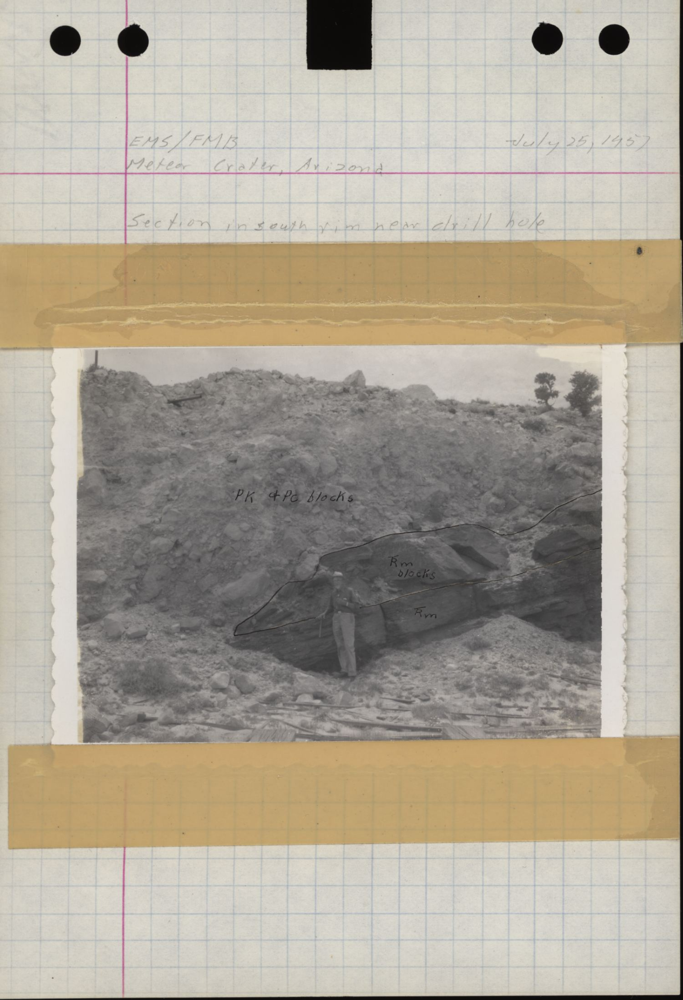 EMS/FMB
July 25, 1957
Meteor Crater, Arizona
Section in south rim near drill hole
PK & PC blocks
Ꞧm
blocks
Ꞧm